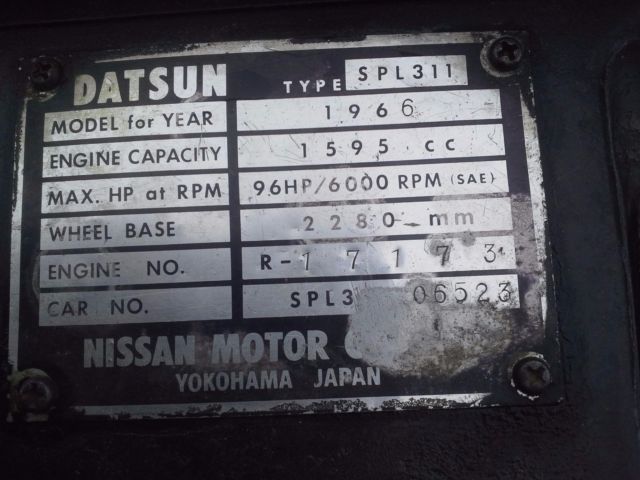 DATSUN TYPE SPL311
MODEL for YEAR 1966
ENGINE CAPACITY 1595 cc
MAX. HP at RPM 96HP/6000 RPM (SAE)
WHEEL BASE 2280 mm
ENGINE NO. R-17173
CAR NO. SPL3 06523
NISSAN MOTOR
YOKOHAMA JAPAN